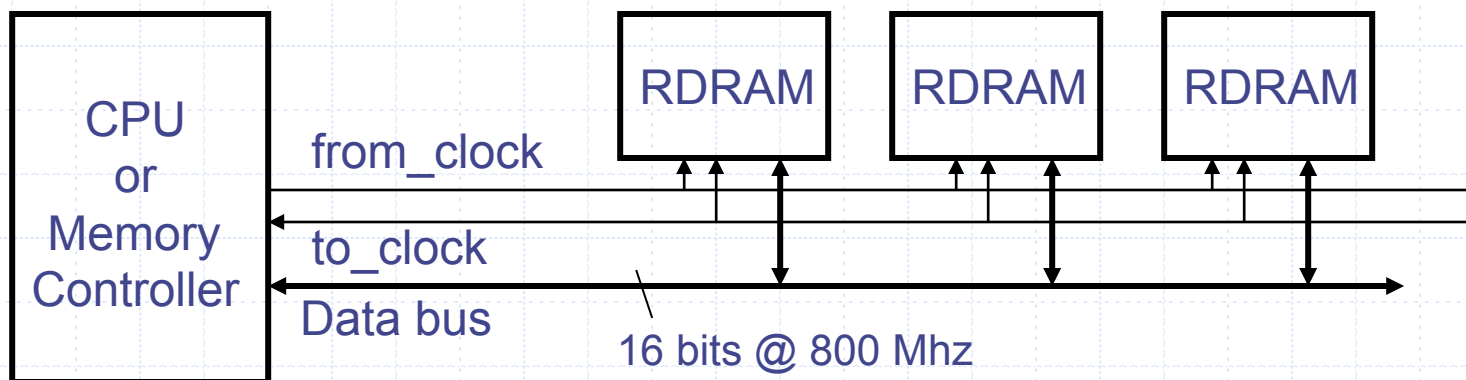 CPU
or
Memory
Controller
RDRAM
RDRAM
RDRAM
from_clock
to_clock
Data bus
16 bits @ 800 Mhz